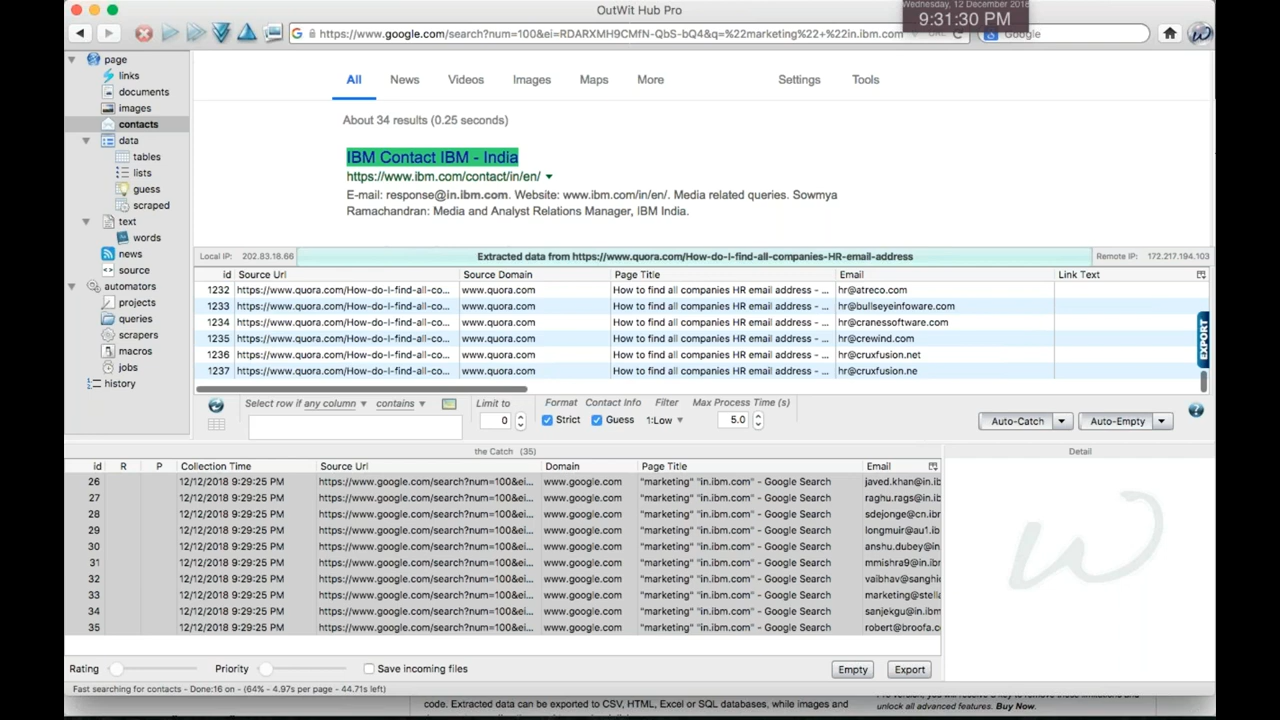 OutWit Hub Pro
Wednesday, 12 December 2018
9:31:30 PM
https://www.google.com/search?num=100&ei=RDARXMH9CMfN-QbS-bQ4&q=%22marketing%22+%22in.ibm.com
Google
page
links
documents
images
contacts
data
tables
lists
guess
scraped
text
words
news
source
automators
projects
queries
scrapers
macros
jobs
history
All News Videos Images Maps More Settings Tools
About 34 results (0.25 seconds)
IBM Contact IBM - India
https://www.ibm.com/contact/in/en/
E-mail: response@in.ibm.com. Website: www.ibm.com/in/en/. Media related queries. Sowmya
Ramachandran: Media and Analyst Relations Manager, IBM India.
Local IP: 202.83.18.66 Extracted data from https://www.quora.com/How-do-I-find-all-companies-HR-email-address Remote IP: 172.217.194.103
id Source Url Source Domain Page Title Email Link Text
1232 https://www.quora.com/How-do-I-find-all-co... www.quora.com How to find all companies HR email address - ... hr@atreco.com
1233 https://www.quora.com/How-do-I-find-all-co... www.quora.com How to find all companies HR email address - ... hr@bullseyeinfoware.com
1234 https://www.quora.com/How-do-I-find-all-co... www.quora.com How to find all companies HR email address - ... hr@cranessoftware.com
1235 https://www.quora.com/How-do-I-find-all-co... www.quora.com How to find all companies HR email address - ... hr@crewind.com
1236 https://www.quora.com/How-do-I-find-all-co... www.quora.com How to find all companies HR email address - ... hr@cruxfusion.net
1237 https://www.quora.com/How-do-I-find-all-co... www.quora.com How to find all companies HR email address - ... hr@cruxfusion.ne
EXPORT
Select row if any column contains Limit to Format Contact Info Filter Max Process Time (s)
0 Strict Guess 1:Low 5.0 Auto-Catch Auto-Empty
the Catch (35) Detail
id R P Collection Time Source Url Domain Page Title Email
26 12/12/2018 9:29:25 PM https://www.google.com/search?num=100&ei... www.google.com "marketing" "in.ibm.com" - Google Search javed.khan@in.ib
27 12/12/2018 9:29:25 PM https://www.google.com/search?num=100&ei... www.google.com "marketing" "in.ibm.com" - Google Search raghu.rags@in.ib
28 12/12/2018 9:29:25 PM https://www.google.com/search?num=100&ei... www.google.com "marketing" "in.ibm.com" - Google Search sdejonge@cn.ib
29 12/12/2018 9:29:25 PM https://www.google.com/search?num=100&ei... www.google.com "marketing" "in.ibm.com" - Google Search longmuir@au1.ib
30 12/12/2018 9:29:25 PM https://www.google.com/search?num=100&ei... www.google.com "marketing" "in.ibm.com" - Google Search anshu.dubey@in.
31 12/12/2018 9:29:25 PM https://www.google.com/search?num=100&ei... www.google.com "marketing" "in.ibm.com" - Google Search mmishra9@in.ib
32 12/12/2018 9:29:25 PM https://www.google.com/search?num=100&ei... www.google.com "marketing" "in.ibm.com" - Google Search vaibhav@sanghi
33 12/12/2018 9:29:25 PM https://www.google.com/search?num=100&ei... www.google.com "marketing" "in.ibm.com" - Google Search marketing@stella
34 12/12/2018 9:29:25 PM https://www.google.com/search?num=100&ei... www.google.com "marketing" "in.ibm.com" - Google Search sanjekgu@in.ibm
35 12/12/2018 9:29:25 PM https://www.google.com/search?num=100&ei... www.google.com "marketing" "in.ibm.com" - Google Search robert@broofa.c
Rating Priority Save incoming files Empty Export
Fast searching for contacts - Done:16 on - (64% - 4.97s per page - 44.71s left)
code. Extracted data can be exported to CSV, HTML, Excel or SQL databases, while images and
unlock all advanced features. Buy Now.